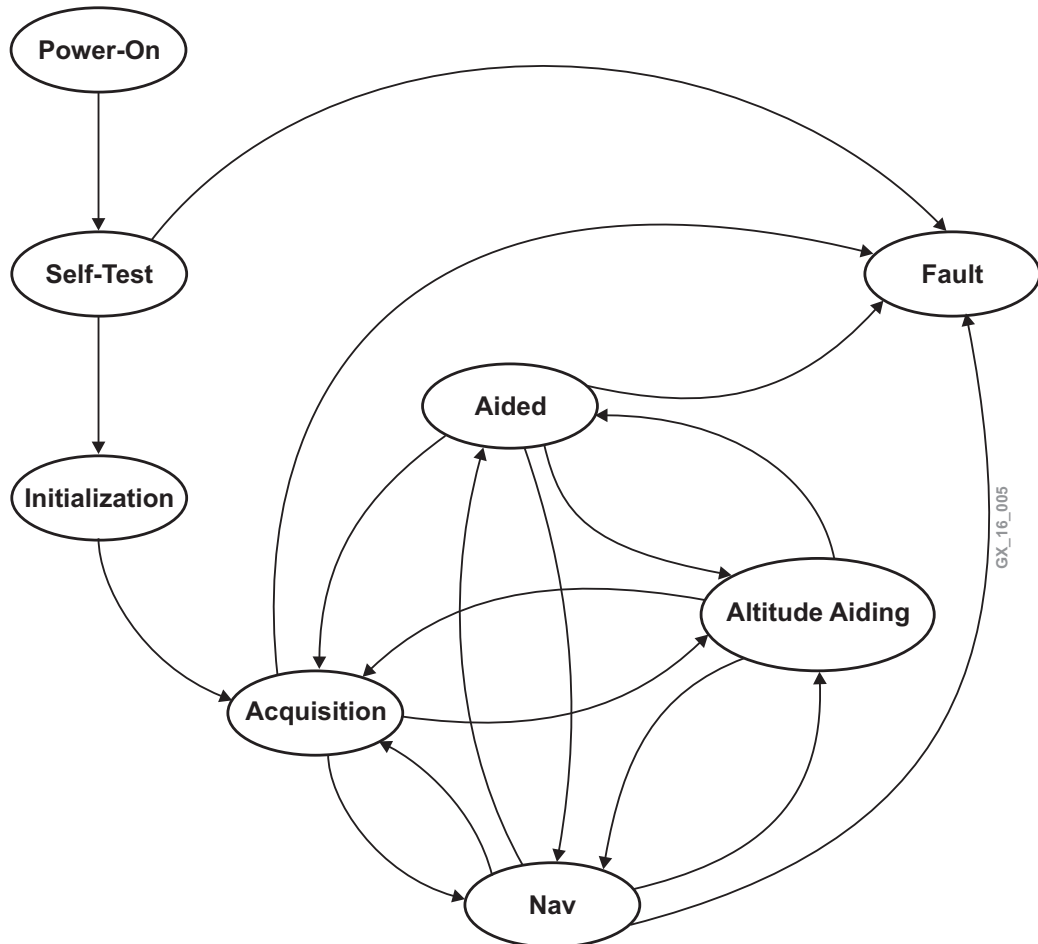 Power-On
Self-Test
Fault
Aided
Initialization
GX_16_005
Altitude Aiding
Acquisition
Nav